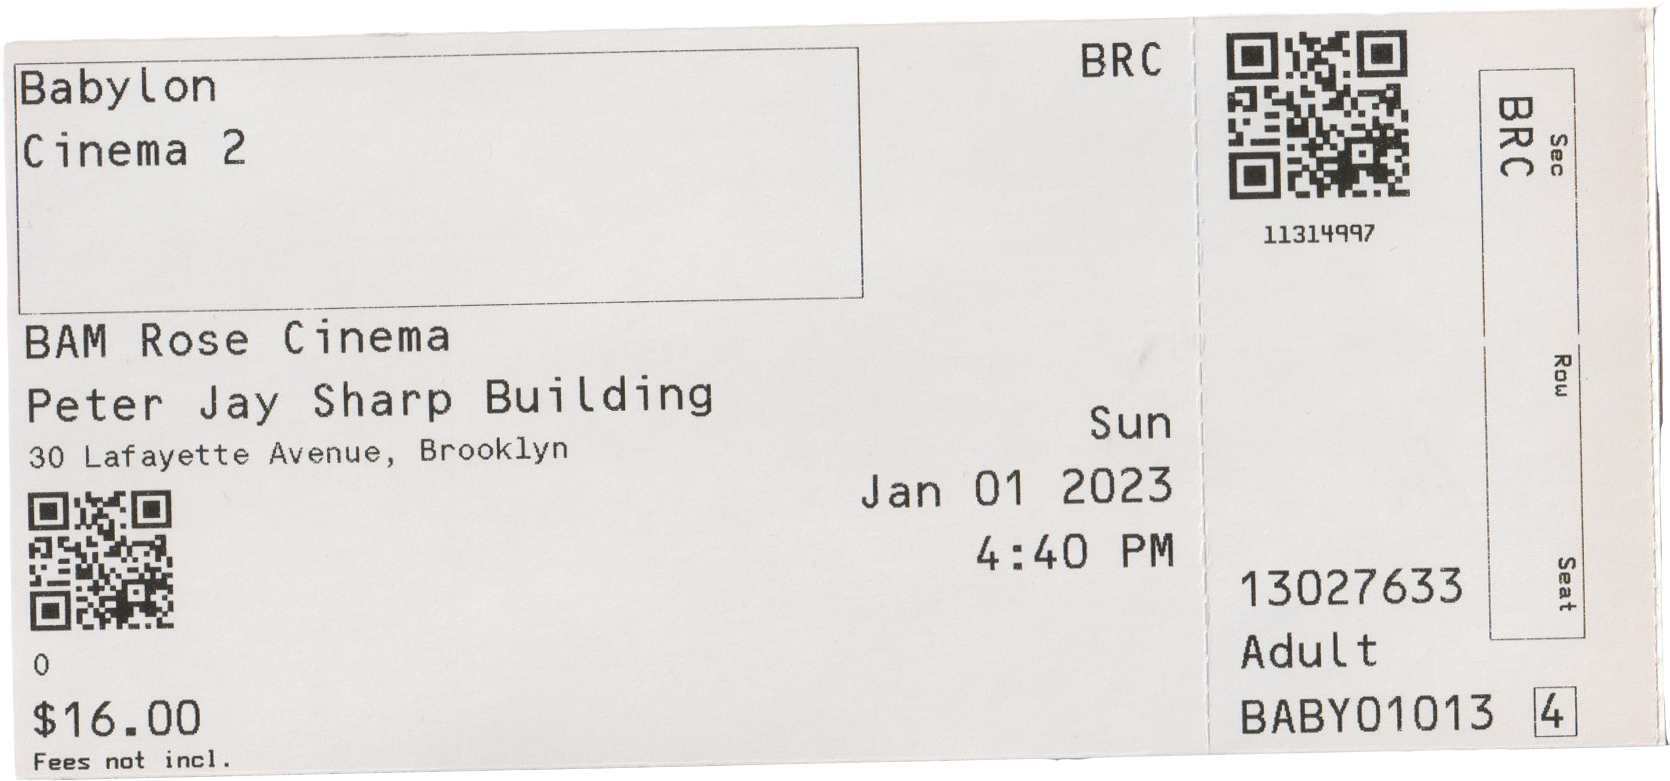 Babylon
Cinema 2
BRC
BAM Rose Cinema
Peter Jay Sharp Building
30 Lafayette Avenue, Brooklyn
Sun
Jan 01 2023
4:40 PM
0
$16.00
Fees not incl.
11314997
Sec
BRC
Row
Seat
13027633
Adult
BABY01013 4